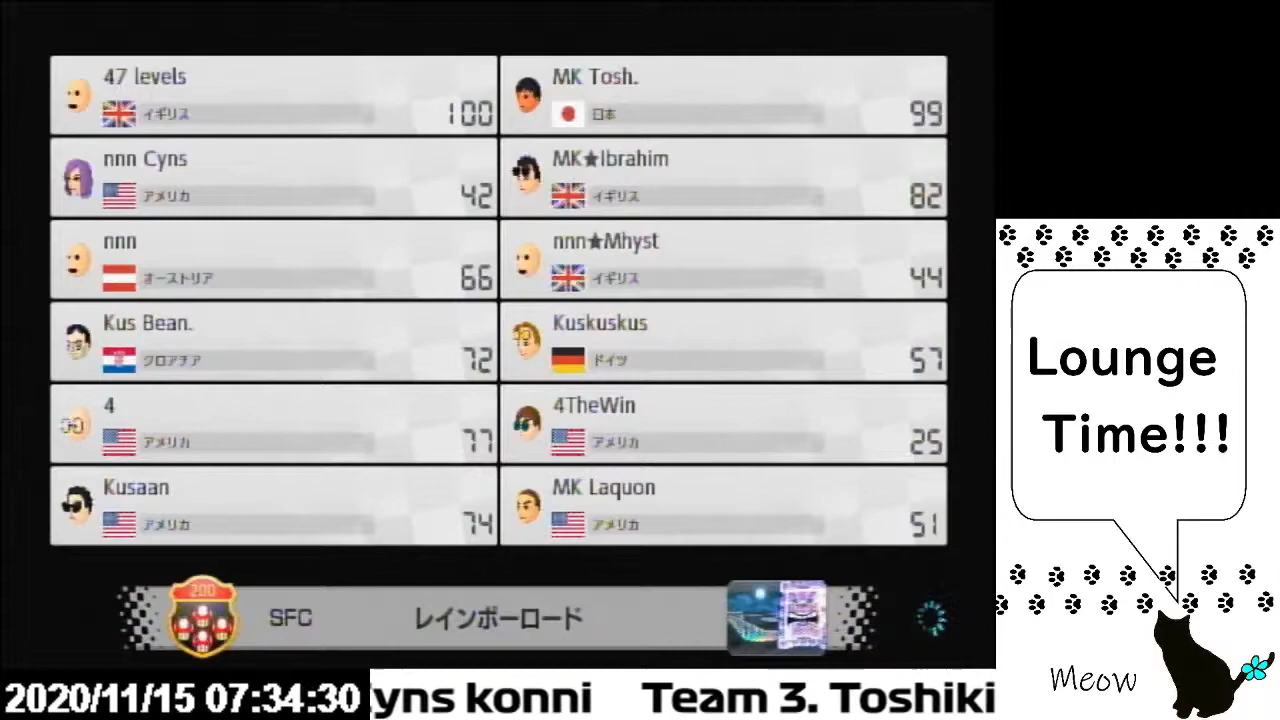 47 levels
イギリス
100
MK Tosh.
日本
99
nnn Cyns
アメリカ
42
MK★Ibrahim
イギリス
82
nnn
オーストリア
66
nnn★Mhyst
イギリス
44
Kus Bean.
クロアチア
72
Kuskuskus
ドイツ
57
4
アメリカ
77
4TheWin
アメリカ
25
Kusaan
アメリカ
74
MK Laquon
アメリカ
51
200
SFC レインボーロード
Lounge
Time!!!
Meow
2020/11/15 07:34:30
yns konni Team 3. Toshiki